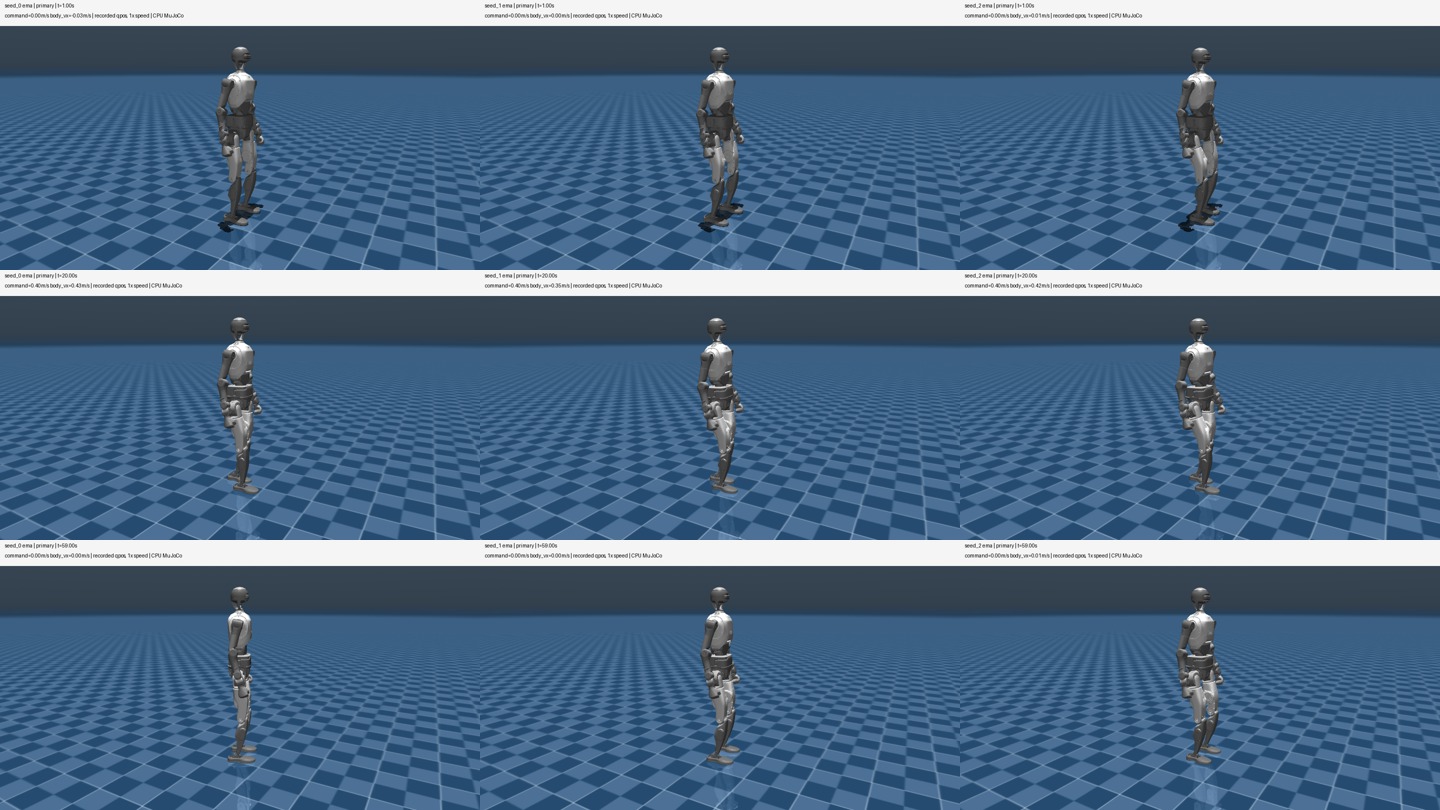 seed_0 ema | primary | t=1.00s
command=0.00m/s body_vx=-0.03m/s | recorded qpos, 1x speed | CPU MuJoCo
seed_1 ema | primary | t=1.00s
command=0.00m/s body_vx=0.00m/s | recorded qpos, 1x speed | CPU MuJoCo
seed_2 ema | primary | t=1.00s
command=0.00m/s body_vx=0.01m/s | recorded qpos, 1x speed | CPU MuJoCo
seed_0 ema | primary | t=20.00s
command=0.40m/s body_vx=0.43m/s | recorded qpos, 1x speed | CPU MuJoCo
seed_1 ema | primary | t=20.00s
command=0.40m/s body_vx=0.35m/s | recorded qpos, 1x speed | CPU MuJoCo
seed_2 ema | primary | t=20.00s
command=0.40m/s body_vx=0.42m/s | recorded qpos, 1x speed | CPU MuJoCo
seed_0 ema | primary | t=59.00s
command=0.00m/s body_vx=0.00m/s | recorded qpos, 1x speed | CPU MuJoCo
seed_1 ema | primary | t=59.00s
command=0.00m/s body_vx=0.00m/s | recorded qpos, 1x speed | CPU MuJoCo
seed_2 ema | primary | t=59.00s
command=0.00m/s body_vx=0.01m/s | recorded qpos, 1x speed | CPU MuJoCo